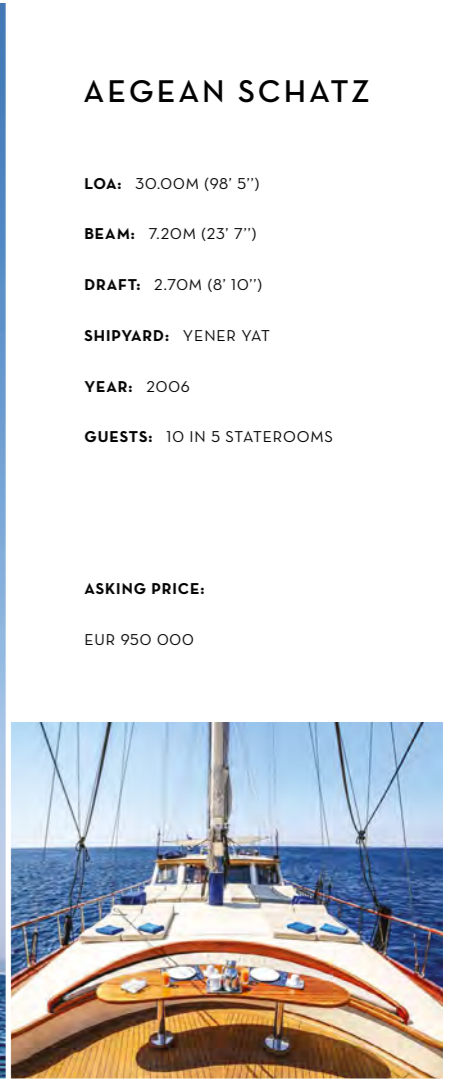 AEGEAN SCHATZ
LOA: 30.00M (98' 5'')
BEAM: 7.20M (23' 7'')
DRAFT: 2.70M (8' 10'')
SHIPYARD: YENER YAT
YEAR: 2006
GUESTS: 10 IN 5 STATEROOMS
ASKING PRICE:
EUR 950 000